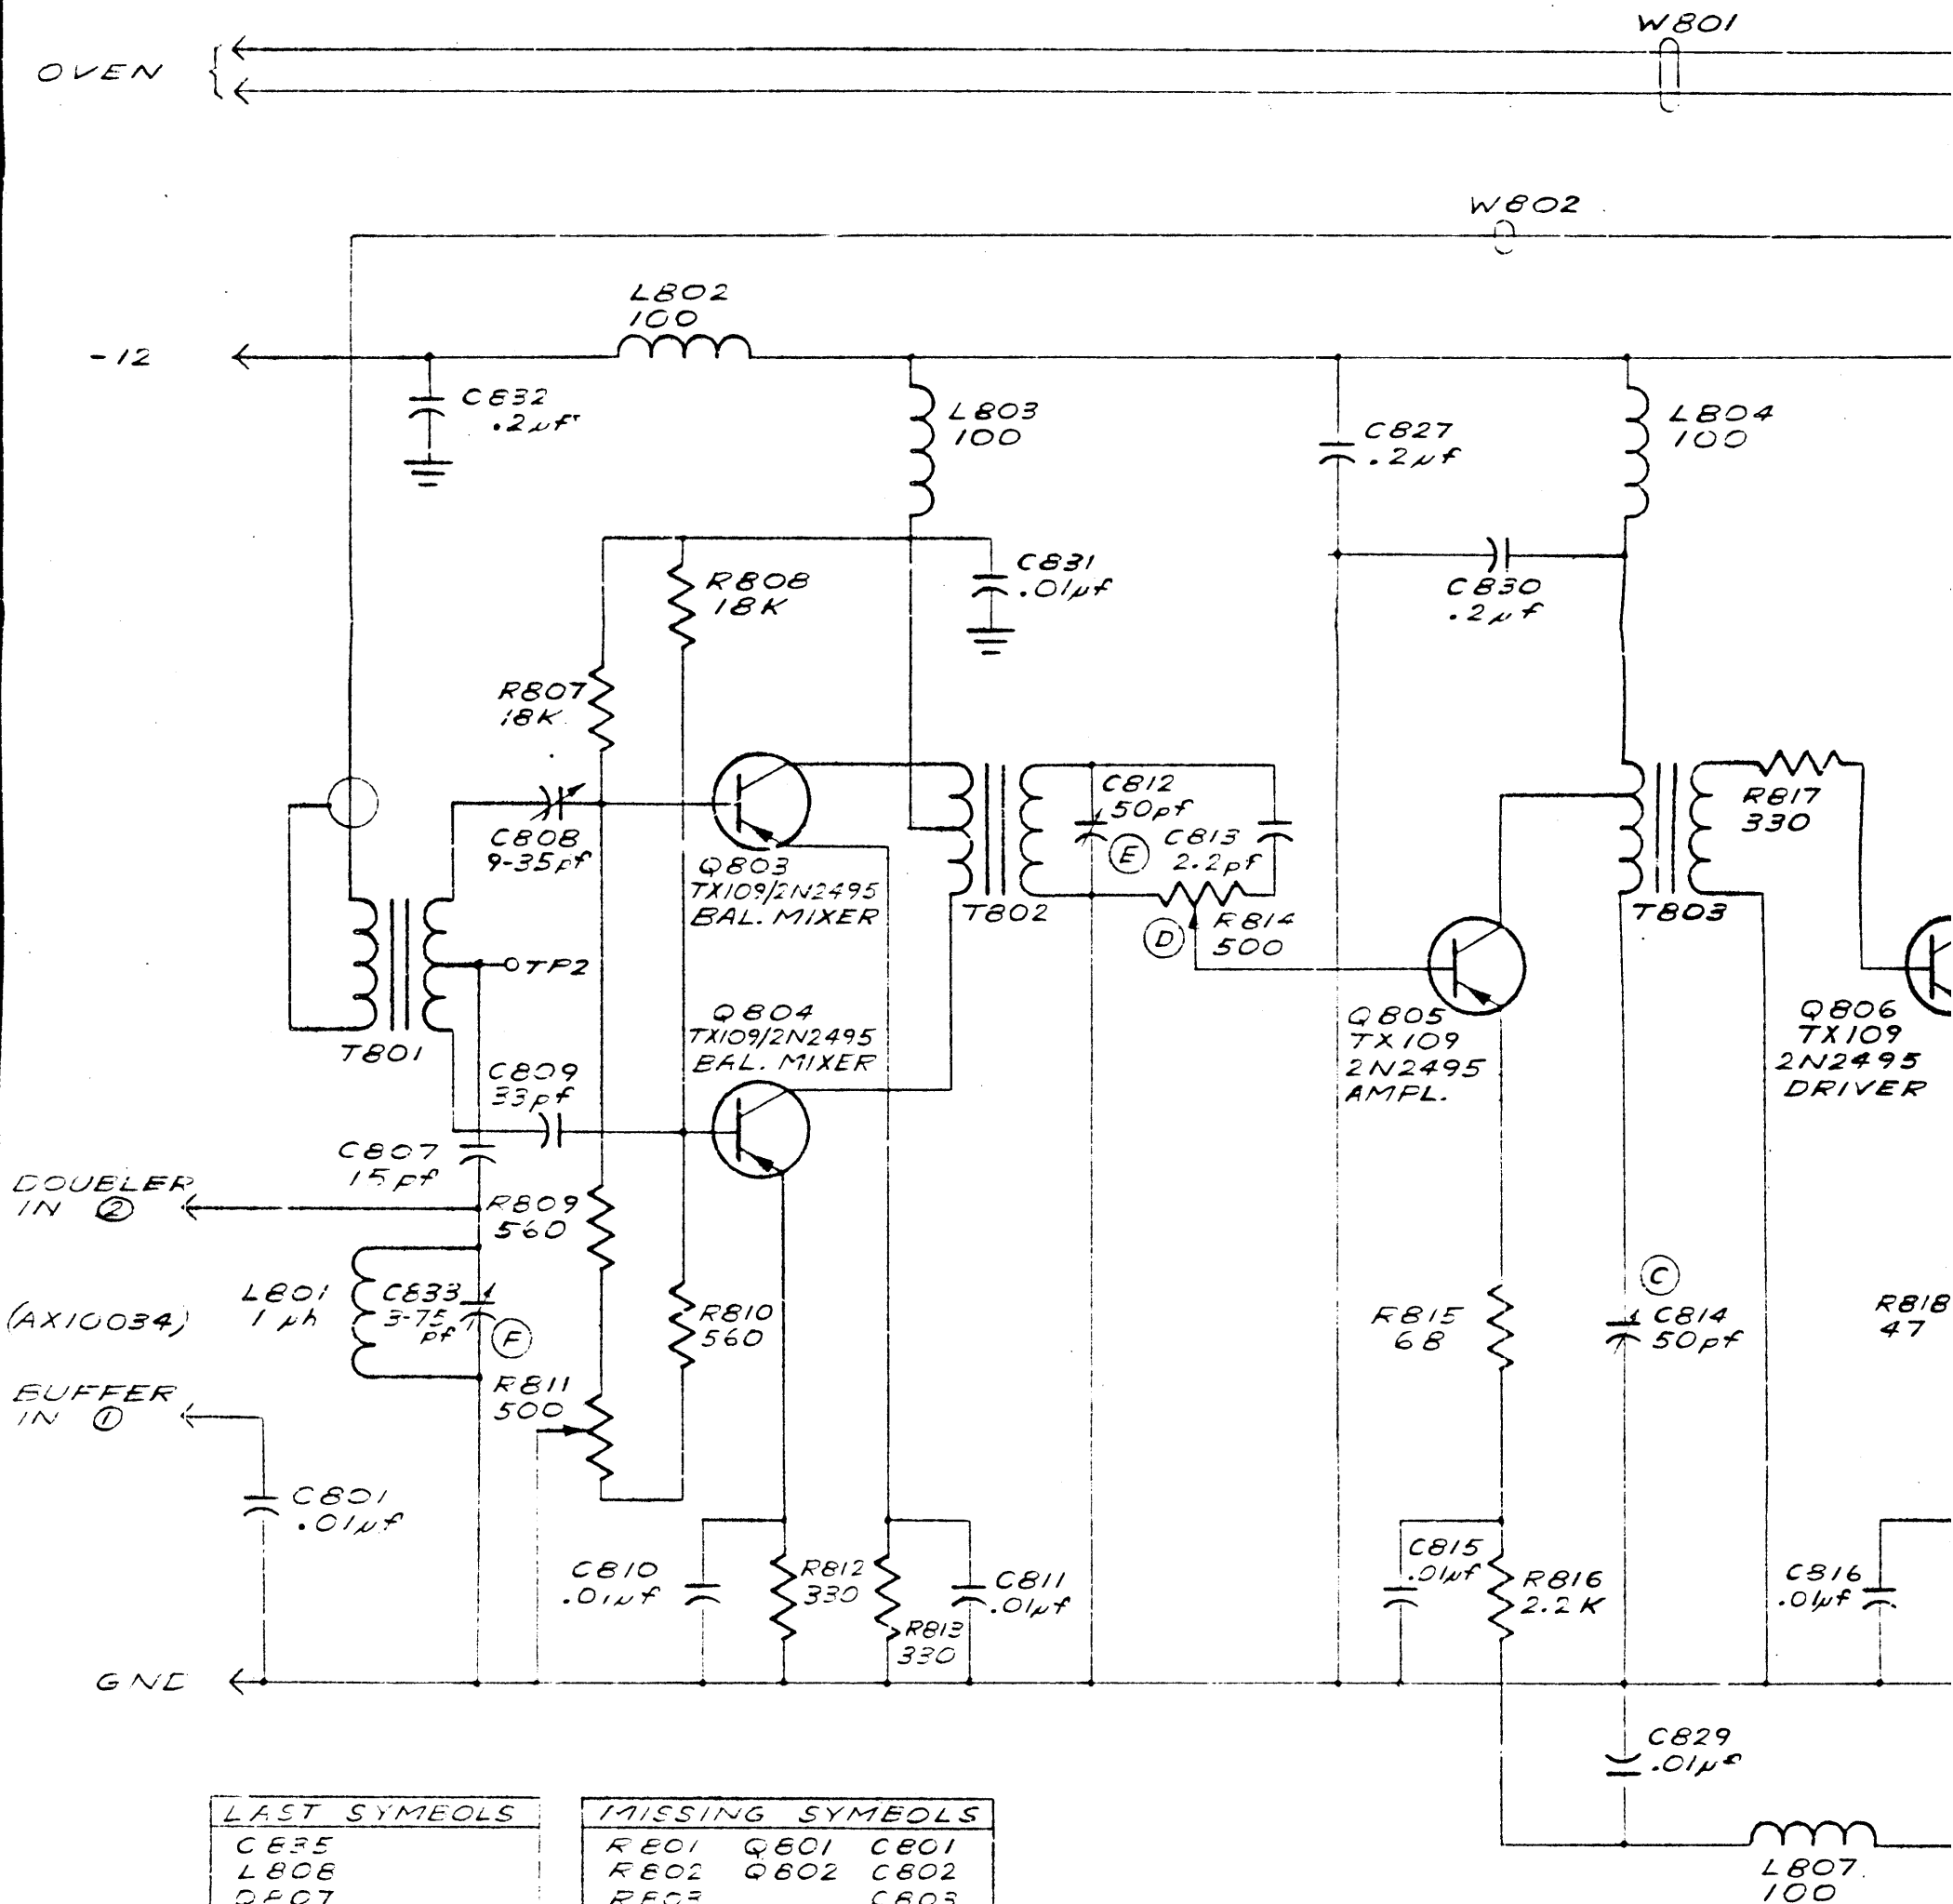 W801
OVEN
W802
L802
100
-12
C832
.2µf
L803
100
C827
.2µf
L804
100
R808
18K
C831
.01µf
C830
.2µf
R807
18K
C808
9-35pf
Q803
TX109/2N2495
BAL. MIXER
T802
C812
50pf
E
C813
2.2pf
D
R814
500
R817
330
T803
TP2
T801
Q804
TX109/2N2495
BAL. MIXER
Q805
TX109
2N2495
AMPL.
Q806
TX109
2N2495
DRIVER
C809
33pf
C807
15pf
DOUBLER
IN 2
R809
560
L801
1 µh
C833
3-75
pf
F
(AX10034)
R810
560
R815
68
C
C814
50pf
R818
47
BUFFER
IN 1
R811
500
C801
.01µf
C810
.01µf
R812
330
R813
330
C811
.01µf
C815
.01µf
R816
2.2K
C816
.01µf
GND
C829
.01µf
L807
100
LAST SYMBOLS
C835
L808
Q807
MISSING SYMBOLS
R801 Q801 C801
R802 Q802 C802
R803 C803